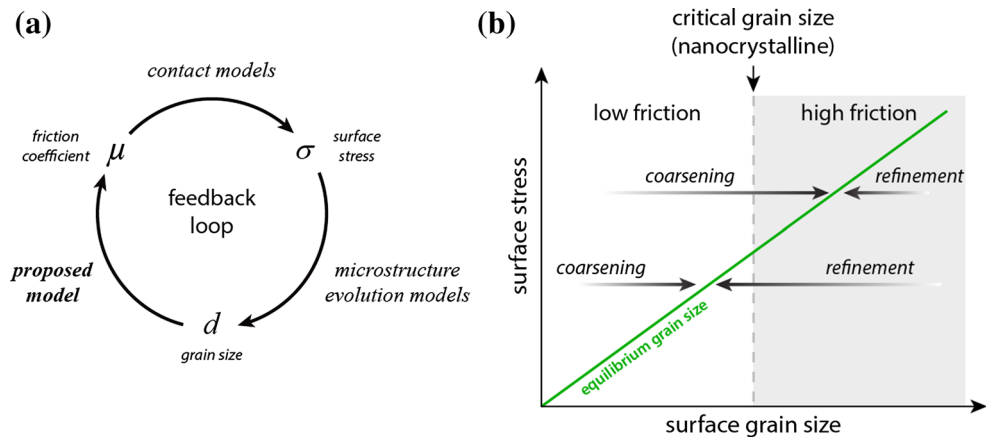 (a)
contact models
friction
coefficient
μ
σ
surface
stress
feedback
loop
proposed
model
microstructure
evolution models
d
grain size
(b)
critical grain size
(nanocrystalline)
low friction
high friction
coarsening
refinement
coarsening
refinement
equilibrium grain size
surface stress
surface grain size